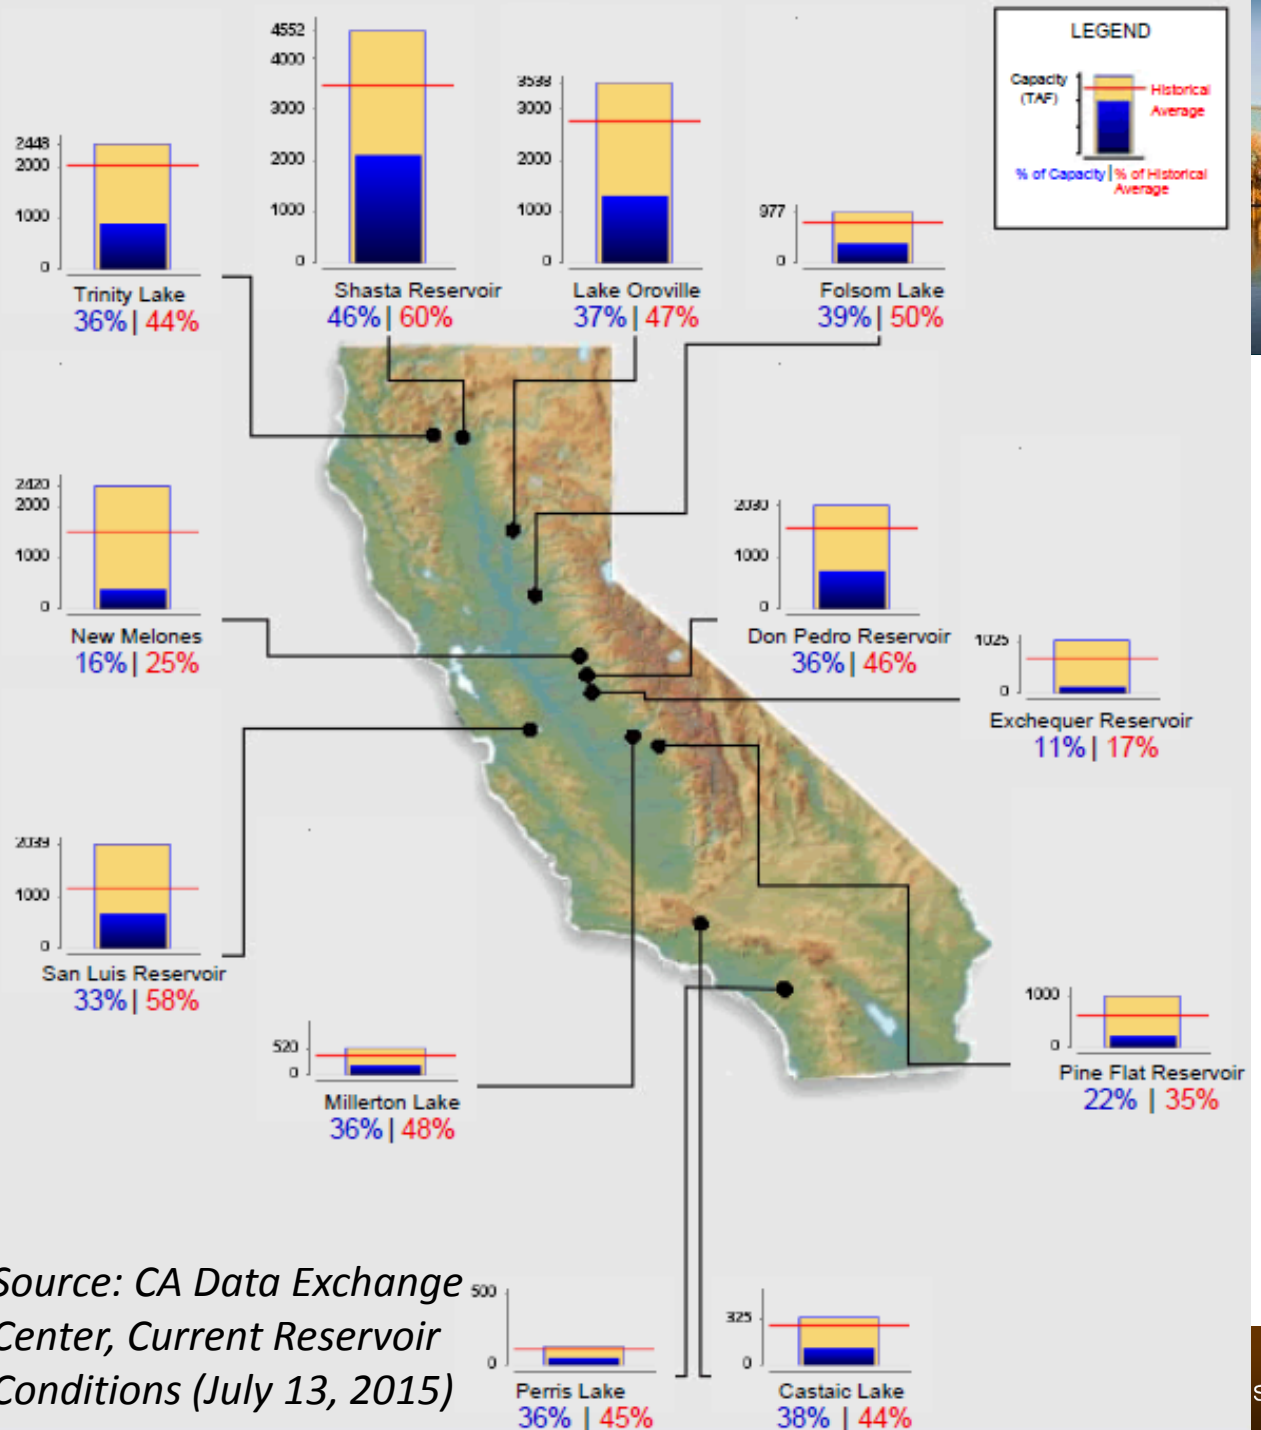 4552
4000
3000
2000
1000
0
Shasta Reservoir
46% | 60%
3538
3000
2000
1000
0
Lake Oroville
37% | 47%
LEGEND
Capacity
(TAF)
Historical
Average
% of Capacity | % of Historical
Average
2448
2000
1000
0
Trinity Lake
36% | 44%
977
0
Folsom Lake
39% | 50%
2420
2000
1000
0
New Melones
16% | 25%
2030
1000
0
Don Pedro Reservoir
36% | 46%
1025
0
Exchequer Reservoir
11% | 17%
2039
1000
0
San Luis Reservoir
33% | 58%
520
0
Millerton Lake
36% | 48%
1000
0
Pine Flat Reservoir
22% | 35%
Source: CA Data Exchange
Center, Current Reservoir
Conditions (July 13, 2015)
500
0
Perris Lake
36% | 45%
325
0
Castaic Lake
38% | 44%